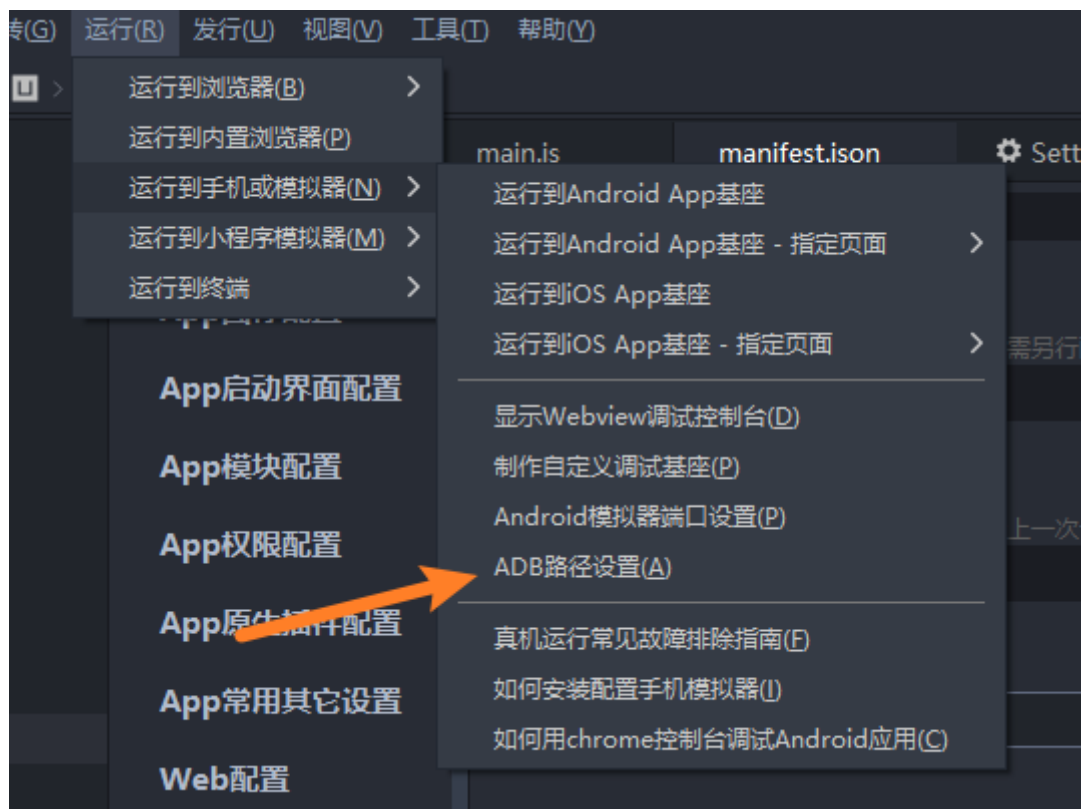 转(G) 运行(R) 发行(U) 视图(V) 工具(T) 帮助(Y)
运行到浏览器(B)
运行到内置浏览器(P)
运行到手机或模拟器(N)
运行到小程序模拟器(M)
运行到终端
main.js manifest.json Sett
运行到Android App基座
运行到Android App基座 - 指定页面
运行到iOS App基座
运行到iOS App基座 - 指定页面
需另行
显示Webview调试控制台(D)
制作自定义调试基座(P)
Android模拟器端口设置(P)
上一次
ADB路径设置(A)
真机运行常见故障排除指南(F)
如何安装配置手机模拟器(I)
如何用chrome控制台调试Android应用(C)
App启动界面配置
App模块配置
App权限配置
App原生插件配置
App常用其它设置
Web配置